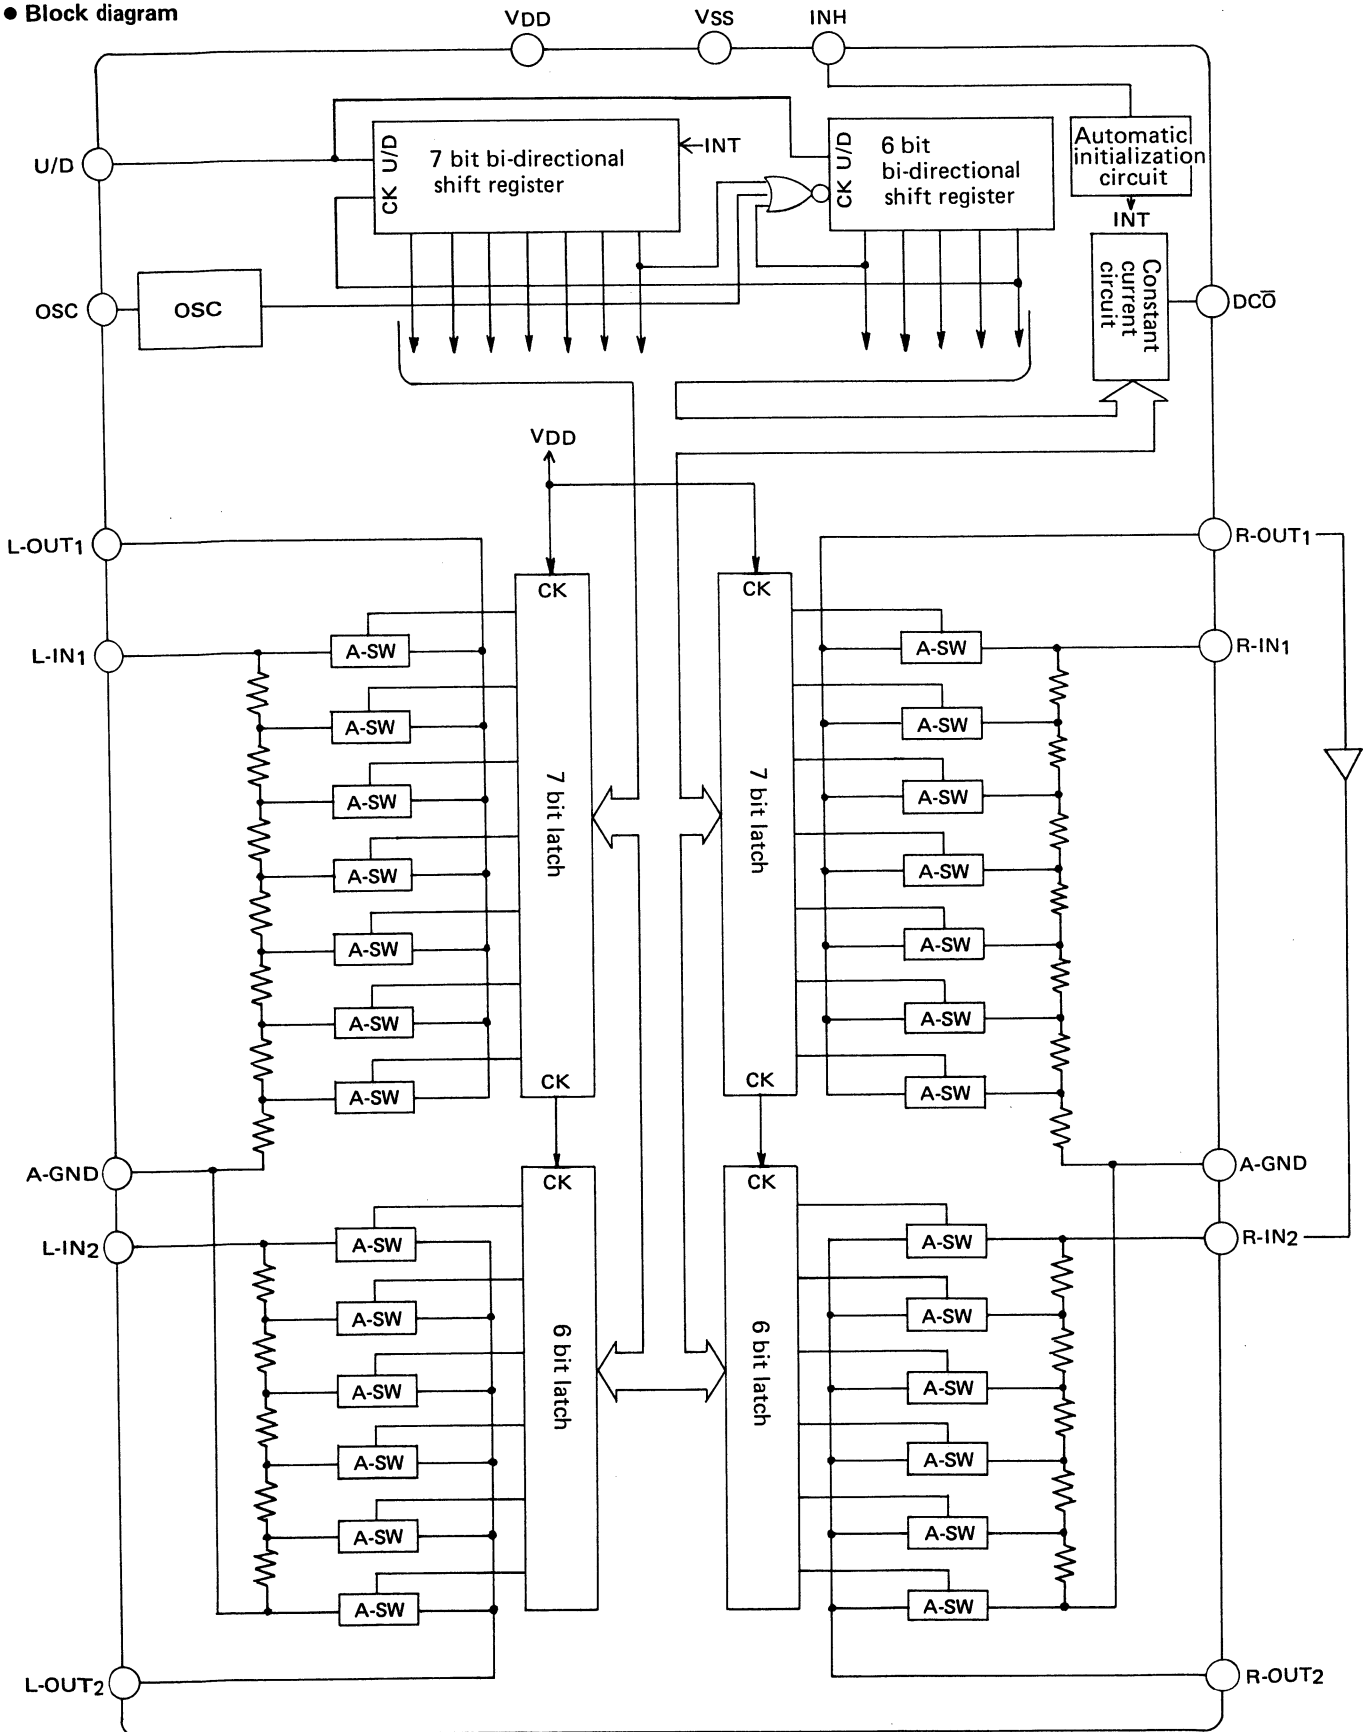 ● Block diagram
VDD
VSS
INH
U/D
CK U/D
7 bit bi-directional
shift register
←INT
CK U/D
6 bit
bi-directional
shift register
Automatic
initialization
circuit
INT
OSC
OSC
Constant
current
circuit
DCO̅
VDD
L-OUT1
R-OUT1
CK
CK
L-IN1
A-SW
A-SW
R-IN1
A-SW
A-SW
A-SW
7 bit latch
7 bit latch
A-SW
A-SW
A-SW
A-SW
A-SW
A-SW
A-SW
A-SW
CK
CK
A-SW
A-GND
A-GND
CK
CK
L-IN2
A-SW
A-SW
R-IN2
A-SW
A-SW
A-SW
6 bit latch
6 bit latch
A-SW
A-SW
A-SW
A-SW
A-SW
A-SW
A-SW
L-OUT2
R-OUT2